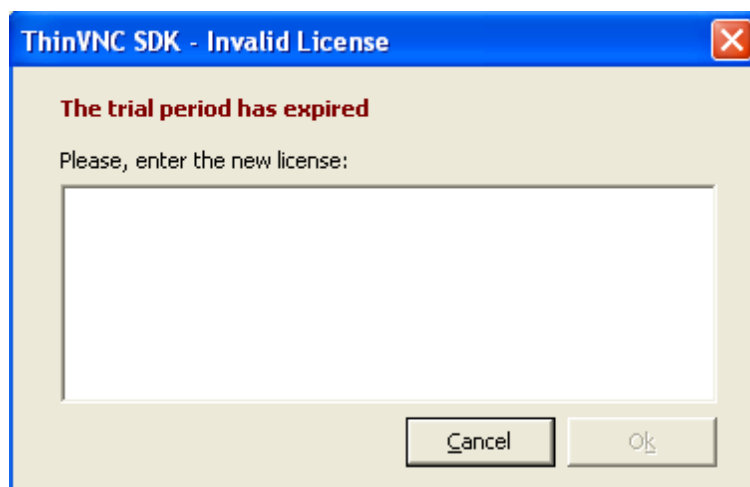 ThinVNC SDK - Invalid License
The trial period has expired
Please, enter the new license:
Cancel Ok